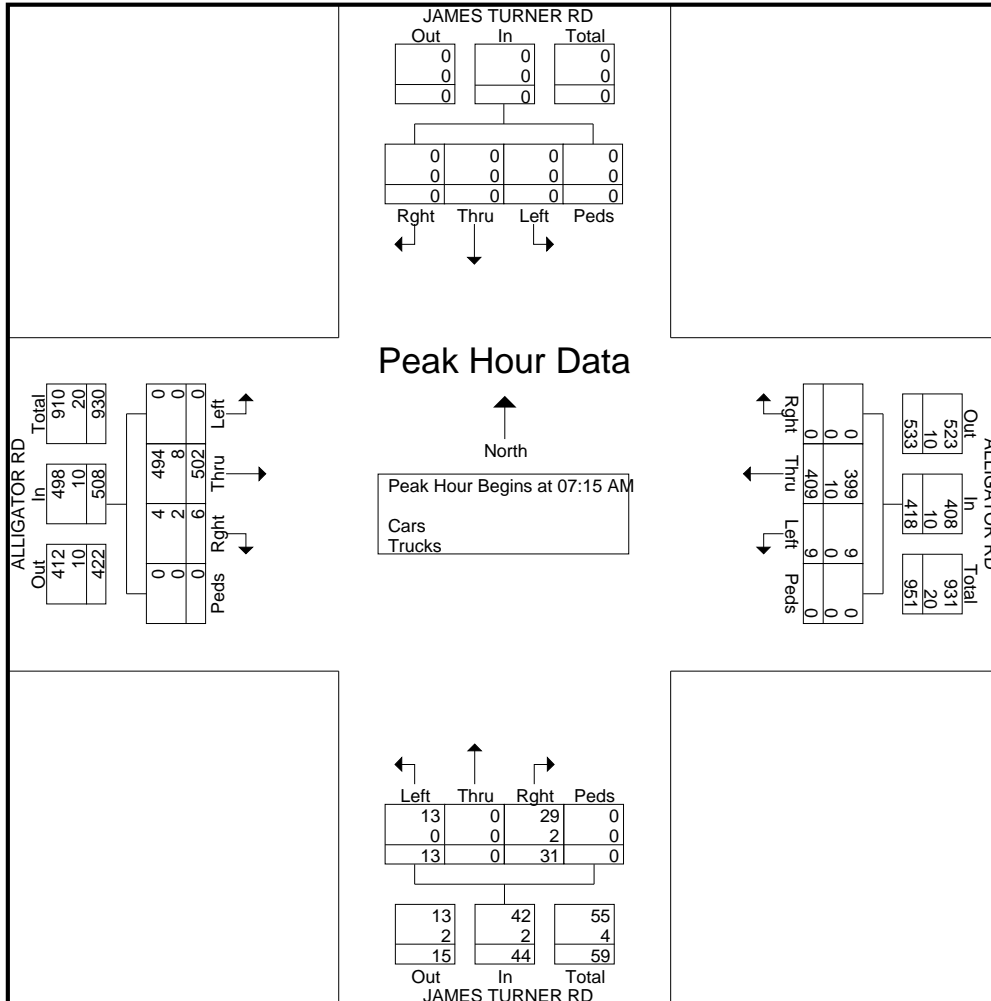 JAMES TURNER RD
Out In Total
0 0 0
0 0 0
0 0 0
0 0 0 0
0 0 0 0
0 0 0 0
Rght Thru Left Peds
Peak Hour Data
North
Peak Hour Begins at 07:15 AM
Cars
Trucks
ALLIGATOR RD
Out In Total
412 498 910
10 10 20
422 508 930
0 4 494 0
0 2 8 0
0 6 502 0
Peds Rght Thru Left
ALLIGATOR RD
Out In Total
523 408 931
10 10 20
533 418 951
0 399 9 0
0 10 0 0
0 409 9 0
Rght Thru Left Peds
Left Thru Rght Peds
13 0 29 0
0 0 2 0
13 0 31 0
13 42 55
2 2 4
15 44 59
Out In Total
JAMES TURNER RD